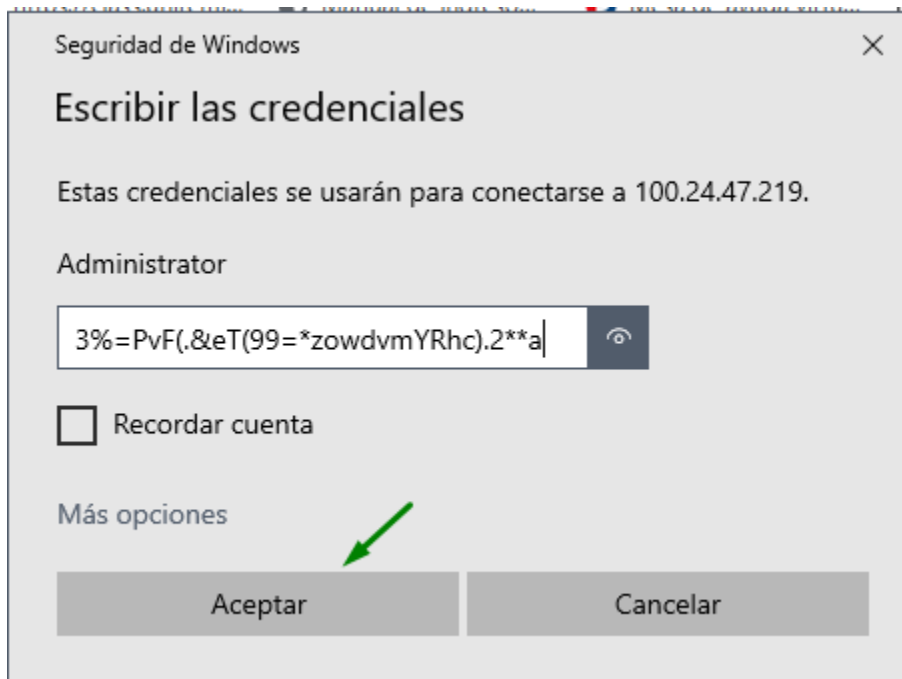 Seguridad de Windows
Escribir las credenciales
Estas credenciales se usarán para conectarse a 100.24.47.219.
Administrator
3%=PvF(.&eT(99=*zowdvmYRhc).2**a
Recordar cuenta
Más opciones
Aceptar
Cancelar